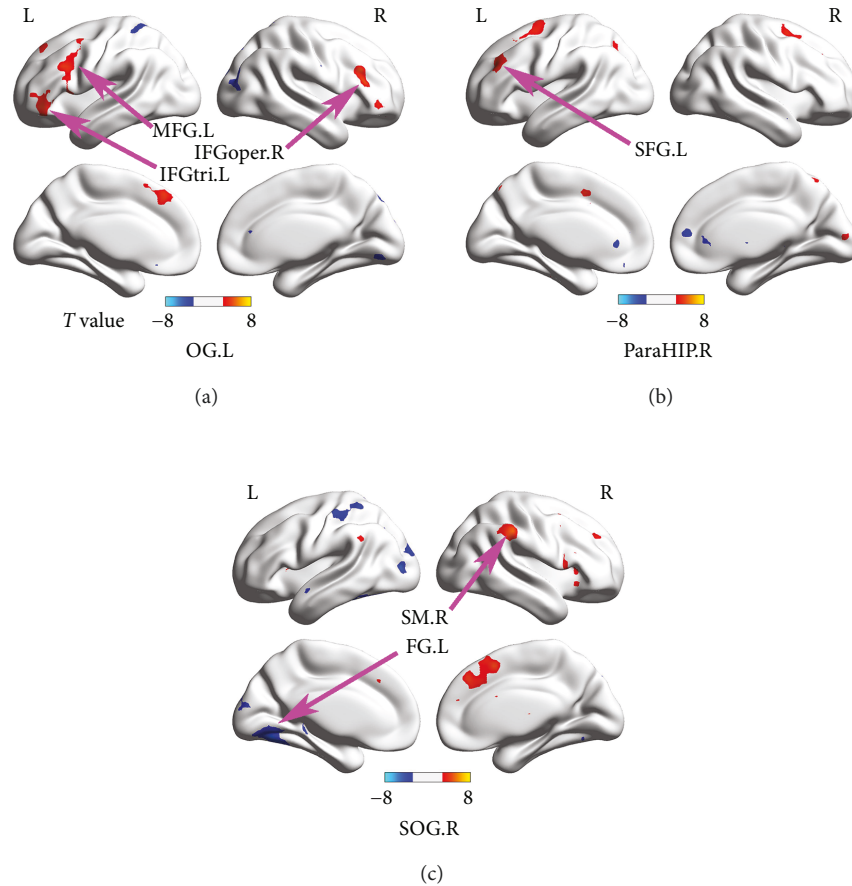 L
R
MFG.L
IFGoper.R
IFGtri.L
T value
−8
8
OG.L
(a)
L
R
SFG.L
−8
8
ParaHIP.R
(b)
L
R
SM.R
FG.L
−8
8
SOG.R
(c)